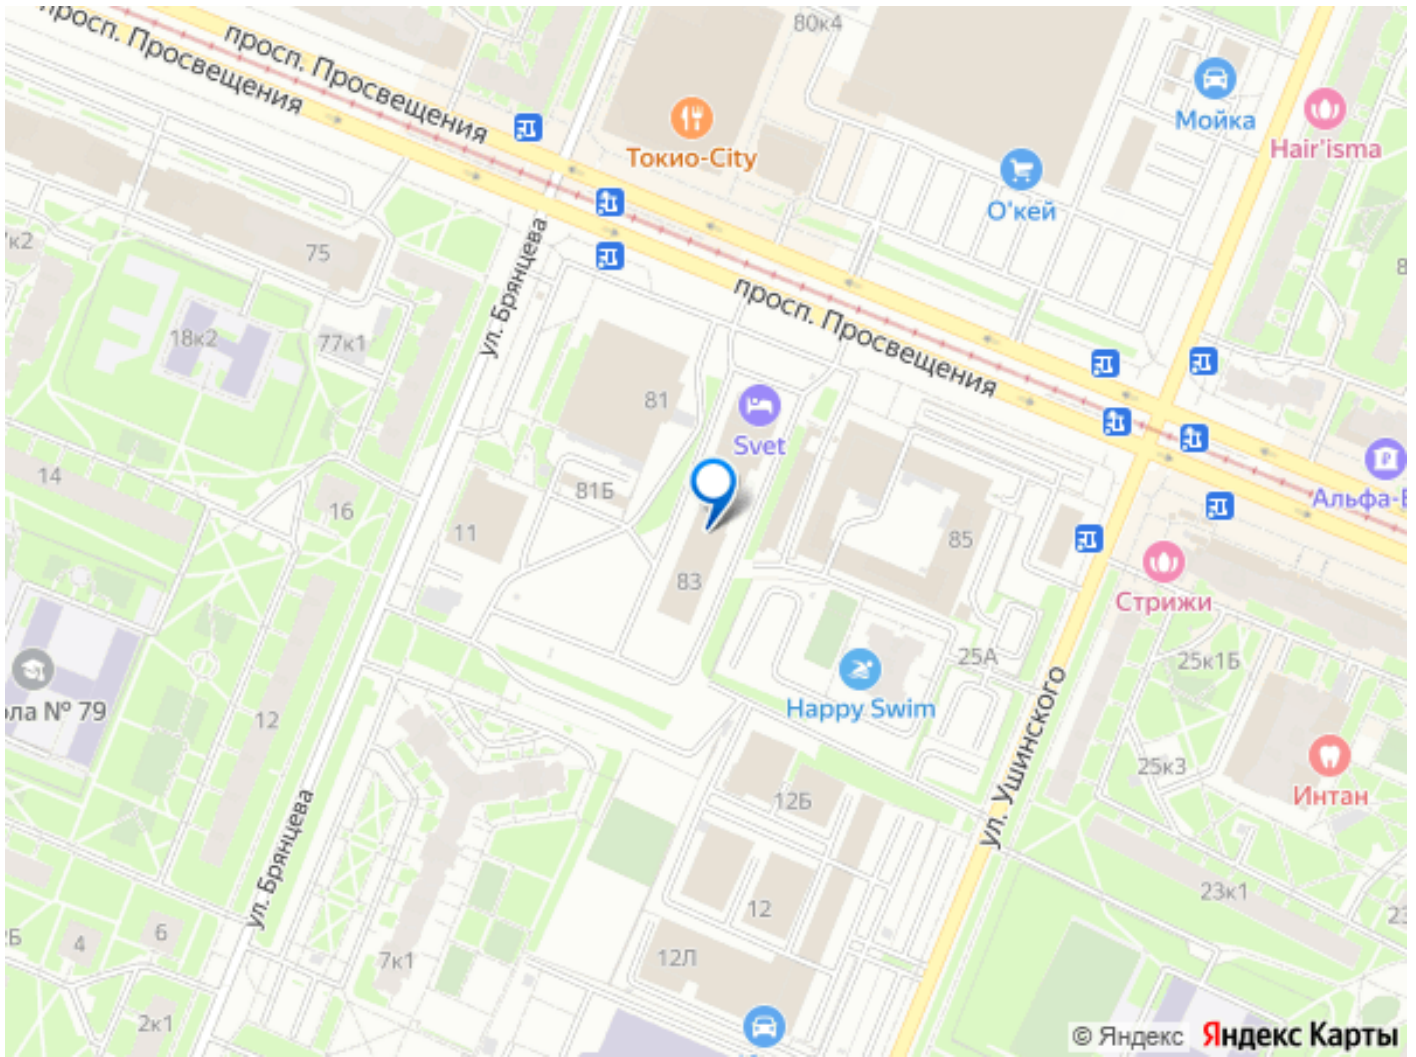 просп. Просвещения
просп. Просвещения
80к4
Мойка
Hair'isma
Токио-City
О'кей
ул. Брянцева
75
18к2
77к1
просп. Просвещения
81
Svet
14
81Б
16
11
85
83
Альфа-
Стрижи
25А
25к1Б
Happy Swim
№ 79
12
25к3
12Б
Интан
ул. Ушинского
ул. Брянцева
23к1
12
6
4
12Л
7к1
2к1
© Яндекс
Яндекс Карты